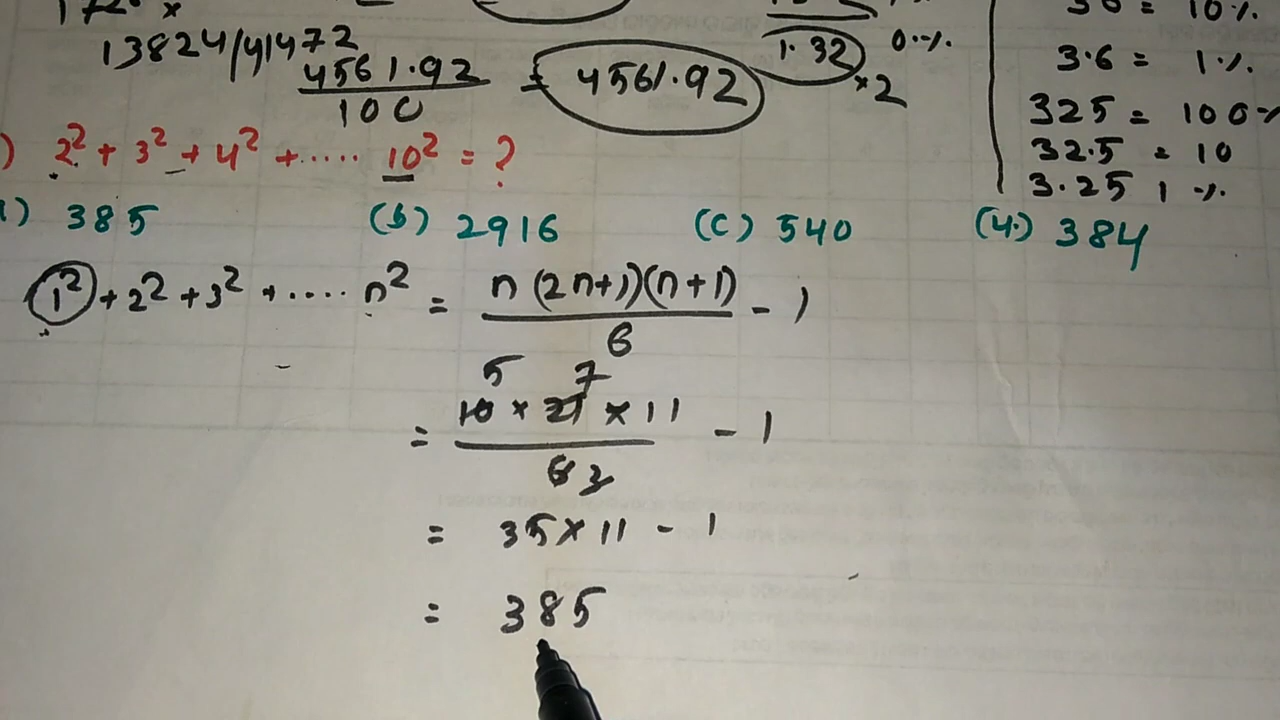 13824/41472
4561.92
100
= 4561.92
1.32
0.%
×2
= 10%
3.6 = 1%
325 = 100%
32.5 = 10
3.25 1 %
) 2² + 3² + 4² + ..... 10² = ?
) 385 (b) 2916 (C) 540 (4.) 384
1² + 2² + 3² + ..... n² = n(2n+1)(n+1) - 1
6
5 7
= 10 × 21 × 11 - 1
6
= 35 × 11 - 1
= 385